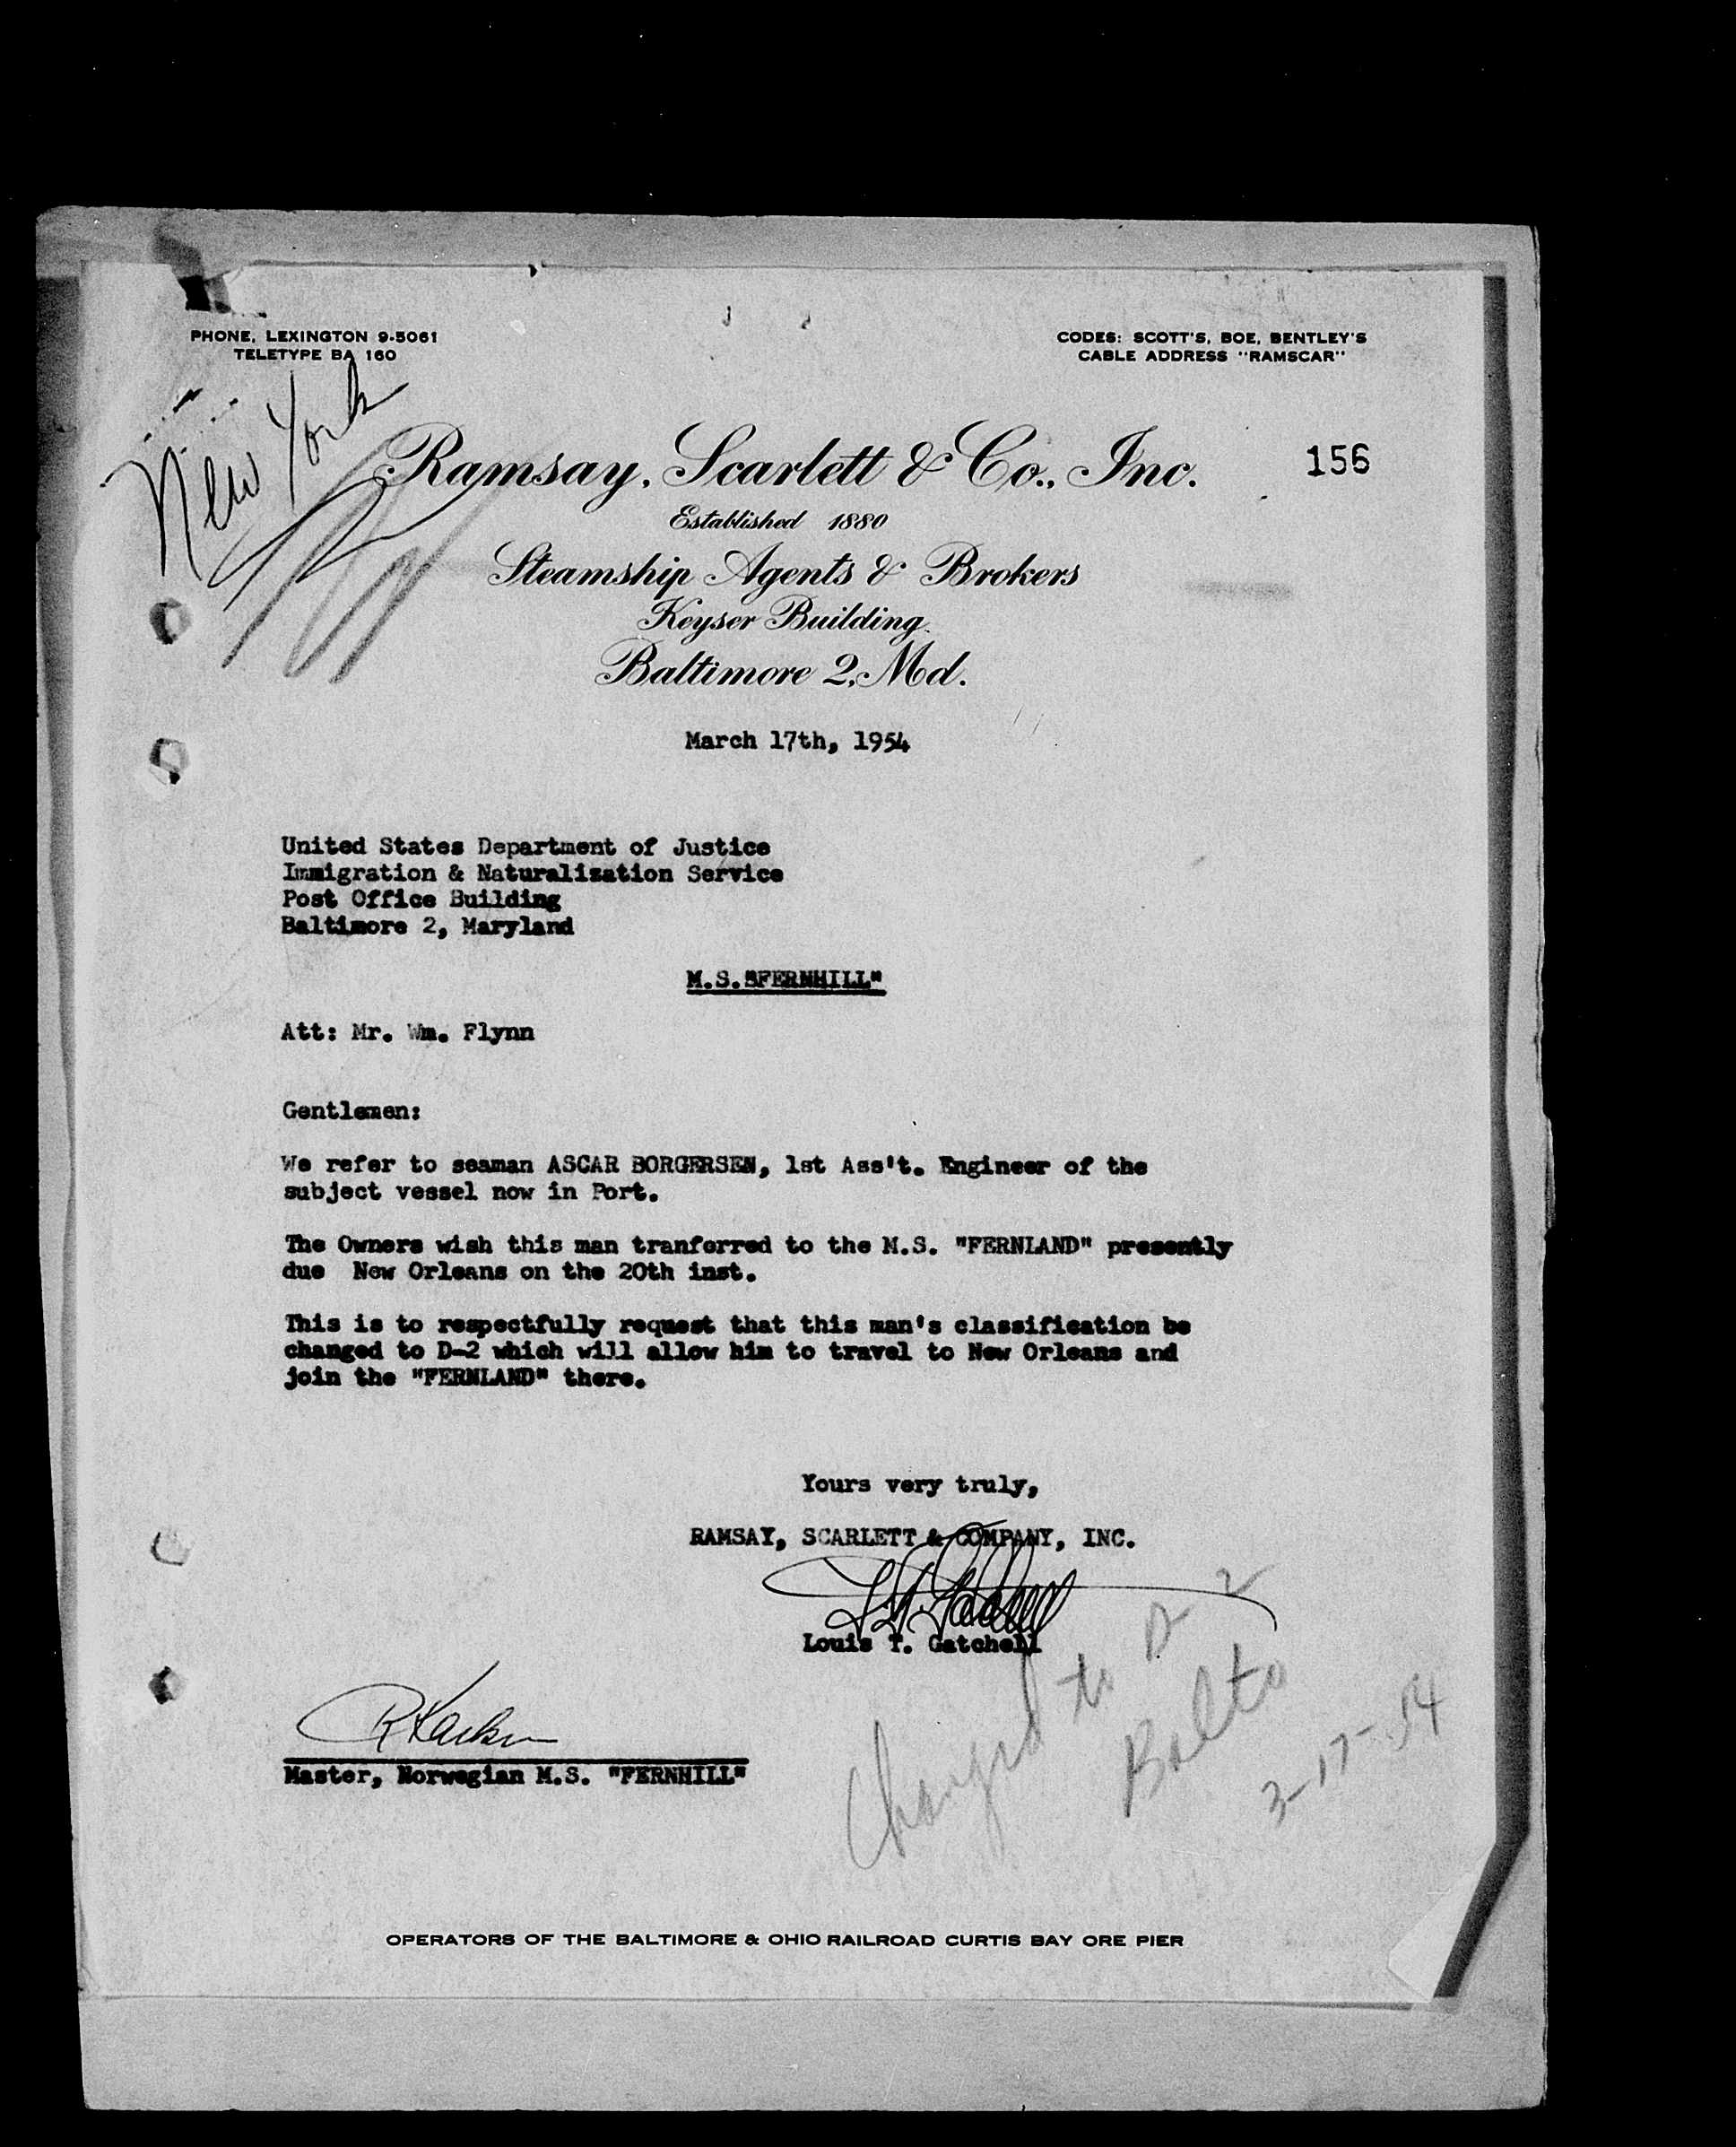 PHONE, LEXINGTON 9-5061
TELETYPE BA 160
CODES: SCOTT'S, BOE, BENTLEY'S
CABLE ADDRESS "RAMSCAR"
New York
Ramsay, Scarlett & Co., Inc.
156
Established 1880
Steamship Agents & Brokers
Keyser Building
Baltimore 2, Md.
March 17th, 1954
United States Department of Justice
Immigration & Naturalization Service
Post Office Building
Baltimore 2, Maryland
M.S."FERNHILL"
Att: Mr. Wm. Flynn
Gentlemen:
We refer to seaman ASCAR BORGERSEN, 1st Ass't. Engineer of the
subject vessel now in Port.
The Owners wish this man tranferred to the M.S. "FERNLAND" presently
due New Orleans on the 20th inst.
This is to respectfully request that this man's classification be
changed to D-2 which will allow him to travel to New Orleans and
join the "FERNLAND" there.
Yours very truly,
RAMSAY, SCARLETT & COMPANY, INC.
Louis T. Gatchell
Master, Norwegian M.S. "FERNHILL"
Changed to D 2
Balto
3-17-54
OPERATORS OF THE BALTIMORE & OHIO RAILROAD CURTIS BAY ORE PIER